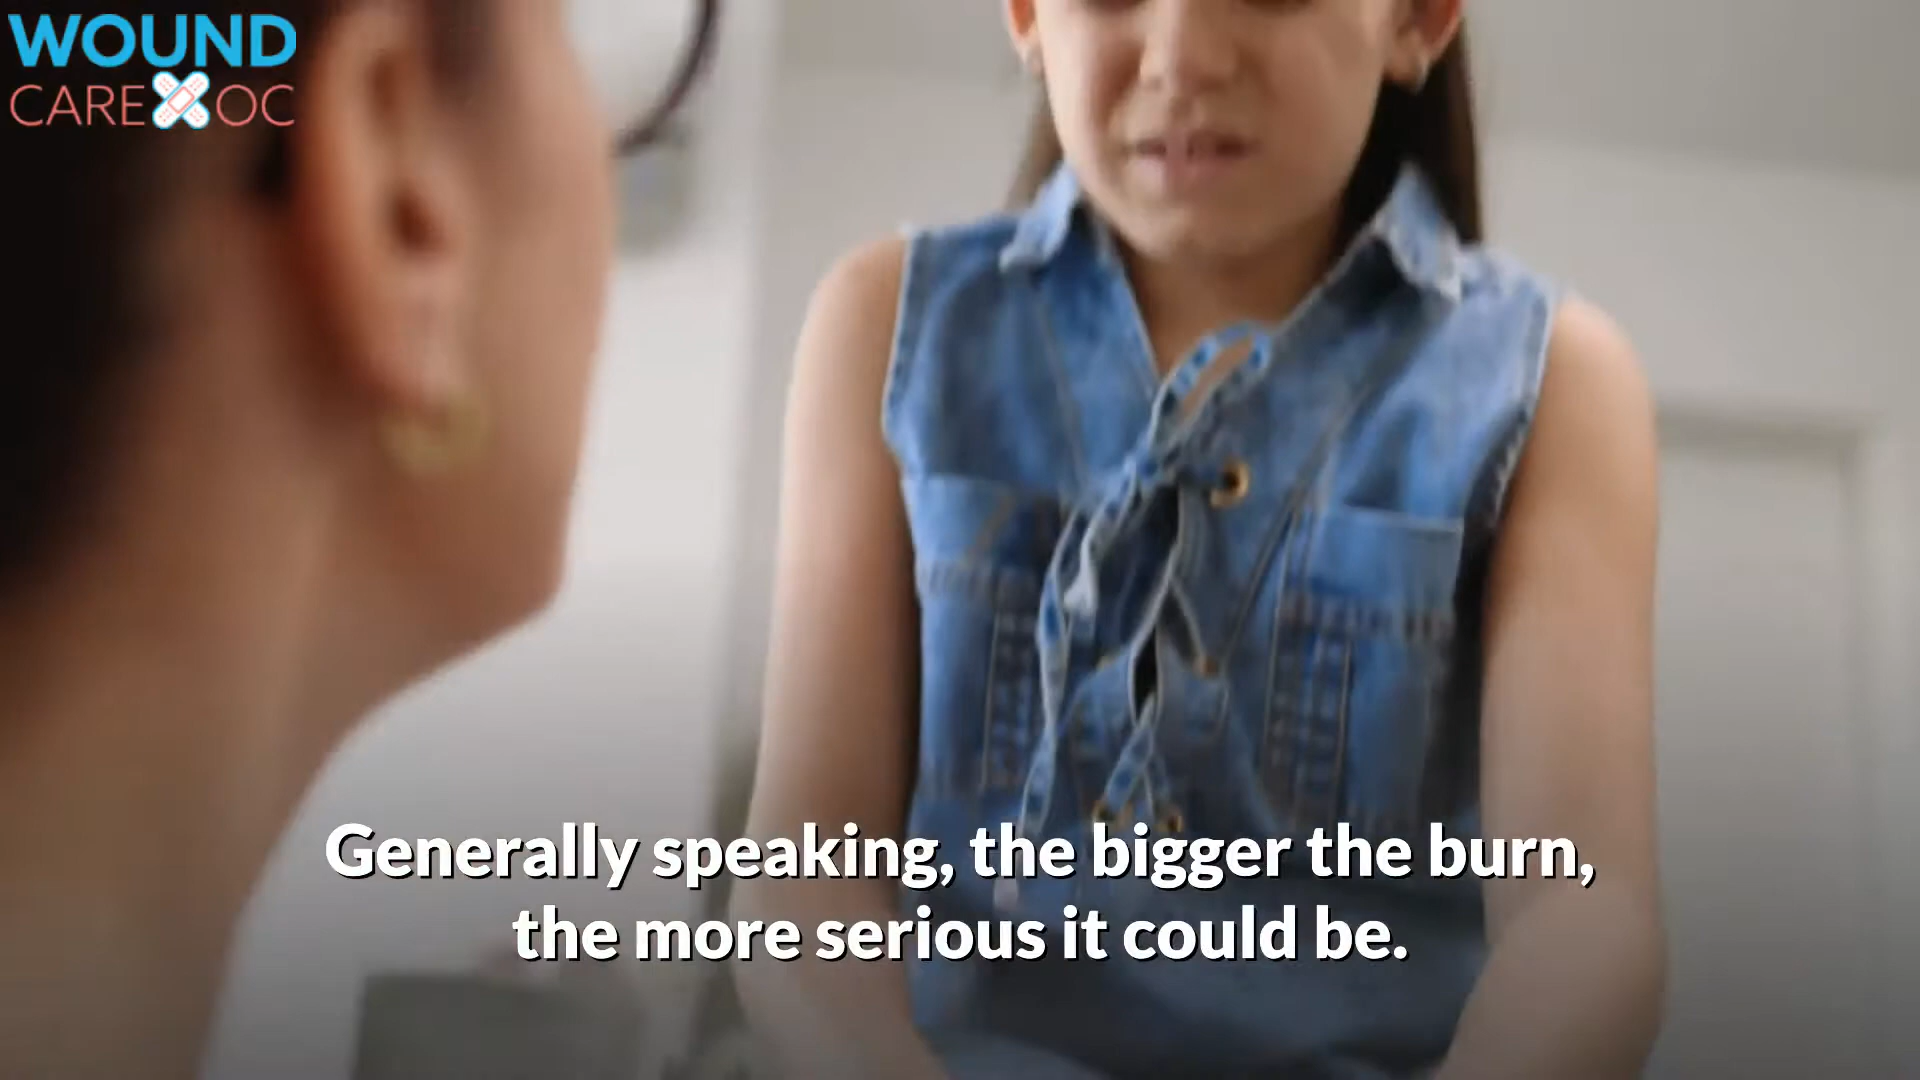 WOUND
CARE OC
Generally speaking, the bigger the burn,
the more serious it could be.